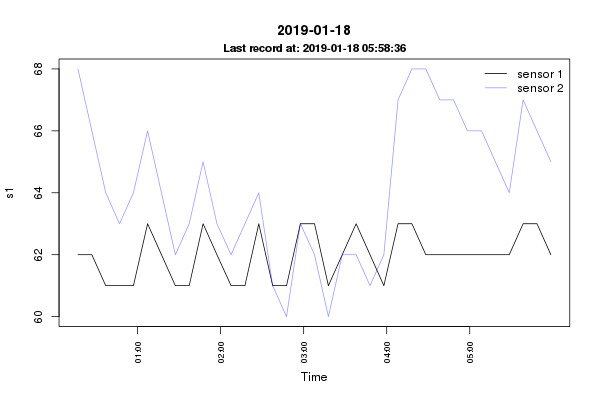 2019-01-18
Last record at: 2019-01-18 05:58:36
sensor 1
sensor 2
s1
68
66
64
62
60
01:00
02:00
03:00
04:00
05:00
Time